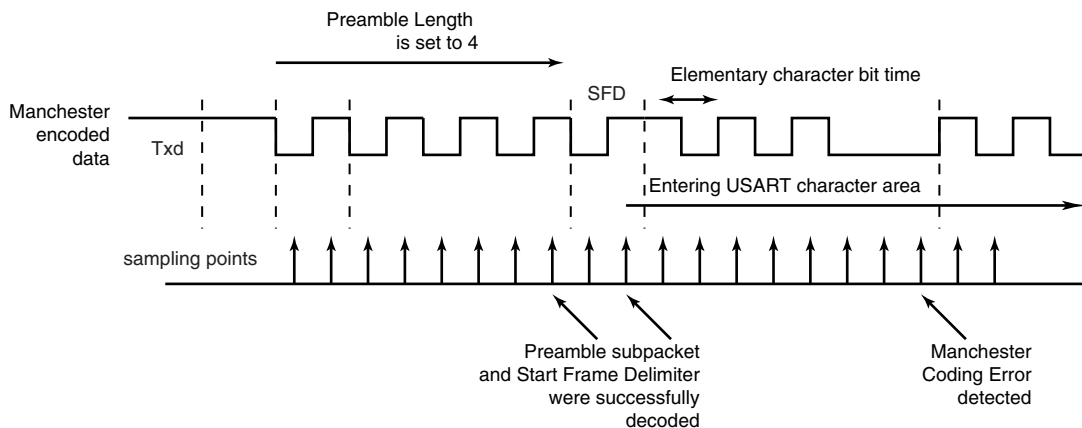 Preamble Length
is set to 4
Elementary character bit time
SFD
Manchester
encoded
data
Txd
Entering USART character area
sampling points
Preamble subpacket
and Start Frame Delimiter
were successfully
decoded
Manchester
Coding Error
detected